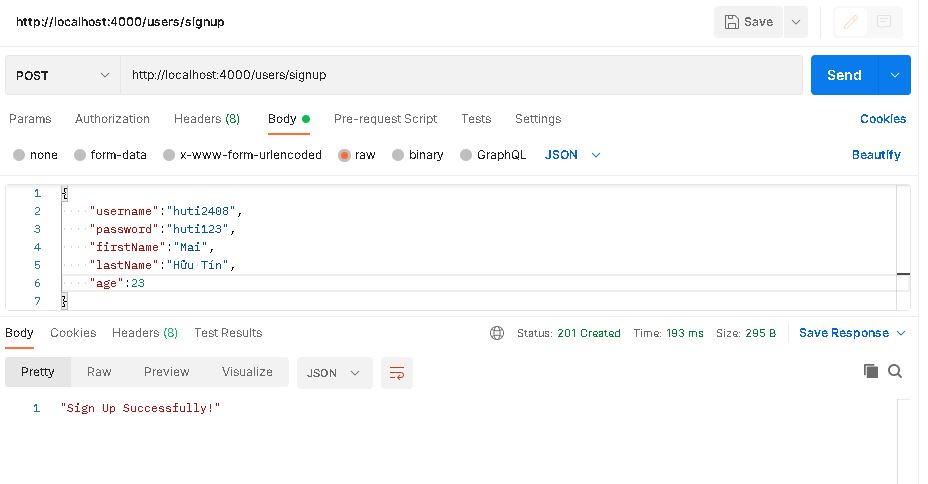 http://localhost:4000/users/signup Save
POST http://localhost:4000/users/signup Send
Params Authorization Headers (8) Body Pre-request Script Tests Settings Cookies
none form-data x-www-form-urlencoded raw binary GraphQL JSON Beautify
1 {
2 "username":"huti2408",
3 "password":"huti123",
4 "firstName":"Mai",
5 "lastName":"Hữu Tín",
6 "age":23
7 }
Body Cookies Headers (8) Test Results Status: 201 Created Time: 193 ms Size: 295 B Save Response
Pretty Raw Preview Visualize JSON
1 "Sign Up Successfully!"